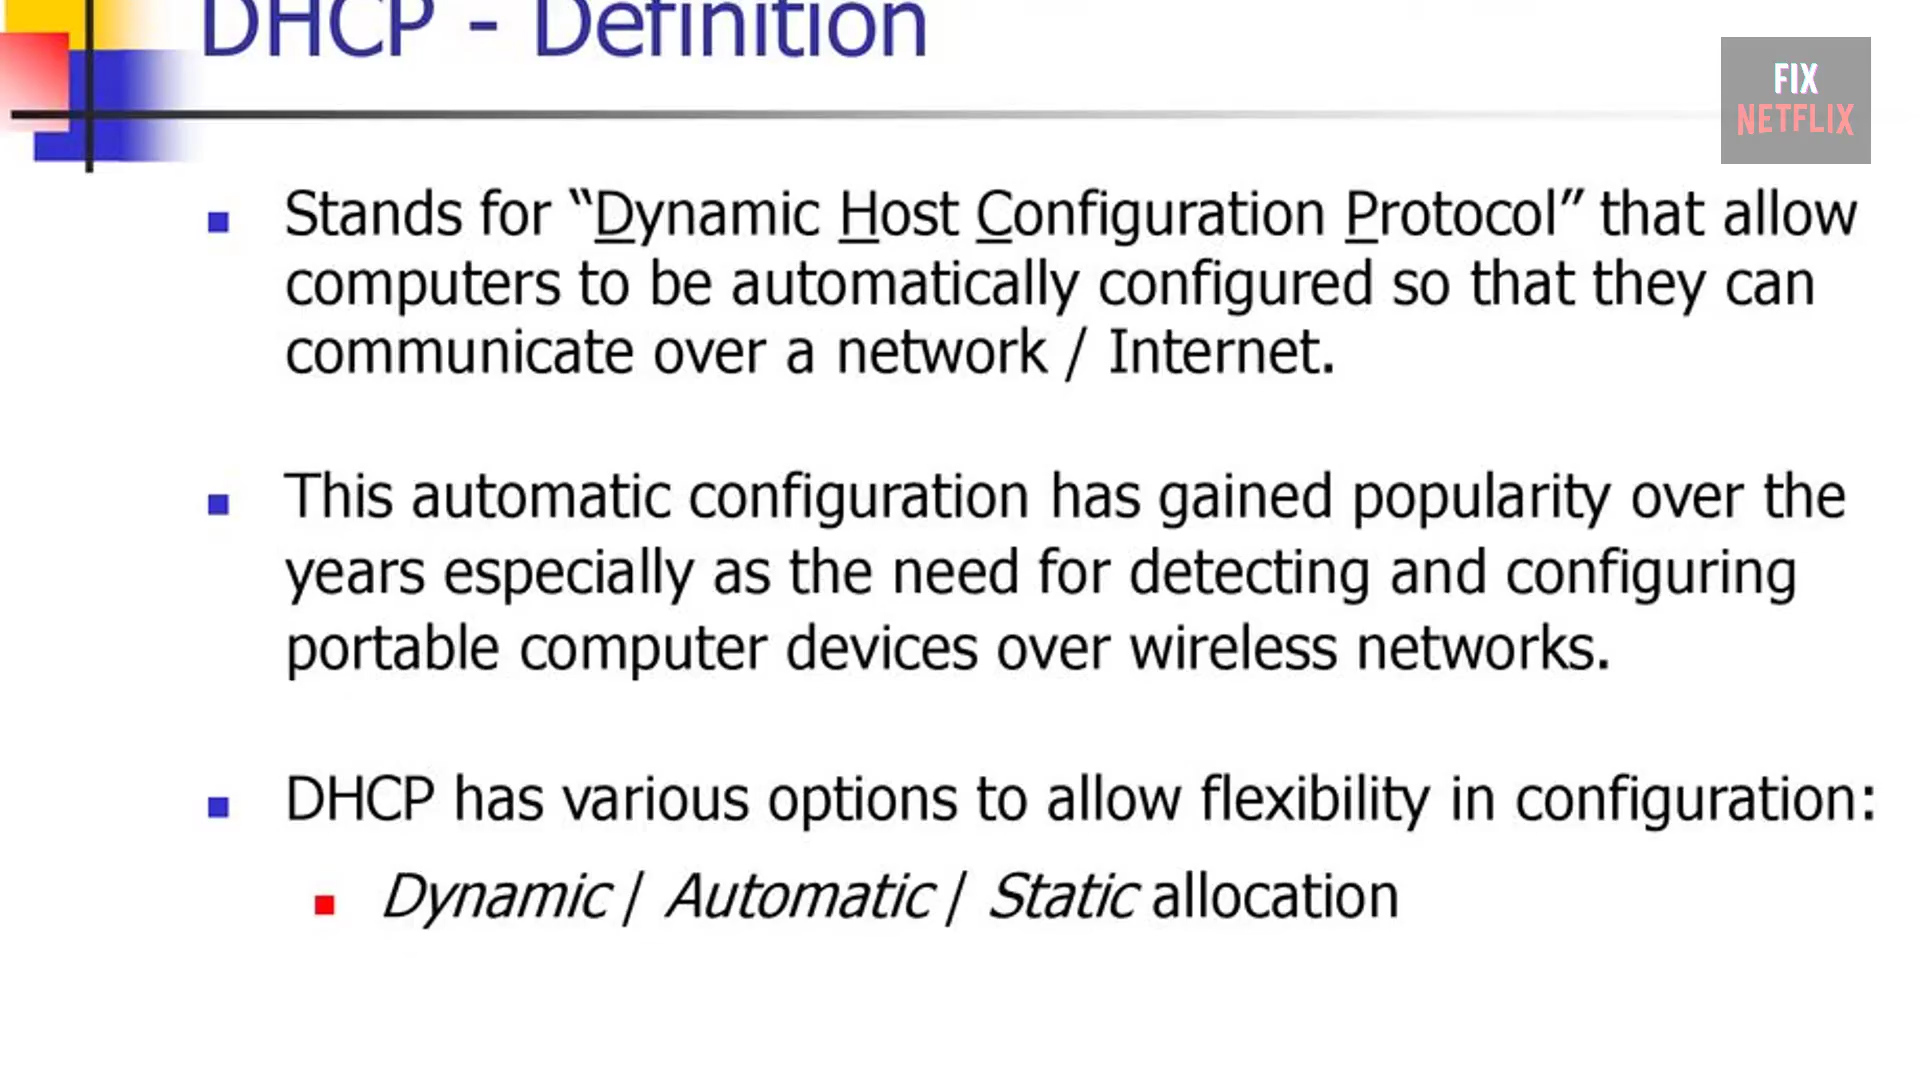 DHCP - Definition
FIX
NETFLIX
Stands for “Dynamic Host Configuration Protocol” that allow
computers to be automatically configured so that they can
communicate over a network / Internet.
This automatic configuration has gained popularity over the
years especially as the need for detecting and configuring
portable computer devices over wireless networks.
DHCP has various options to allow flexibility in configuration:
Dynamic / Automatic / Static allocation